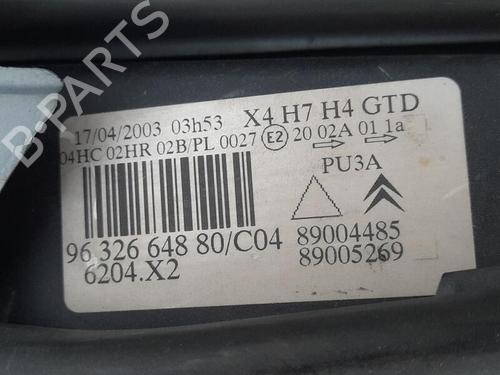 17/04/2003 03h53 X4 H7 H4 GTD
04HC 02HR 02B/PL 0027 E2 20 02A 01 1a
PU3A
96 326 648 80/C04 89004485
6204.X2 89005269
B-PARTS